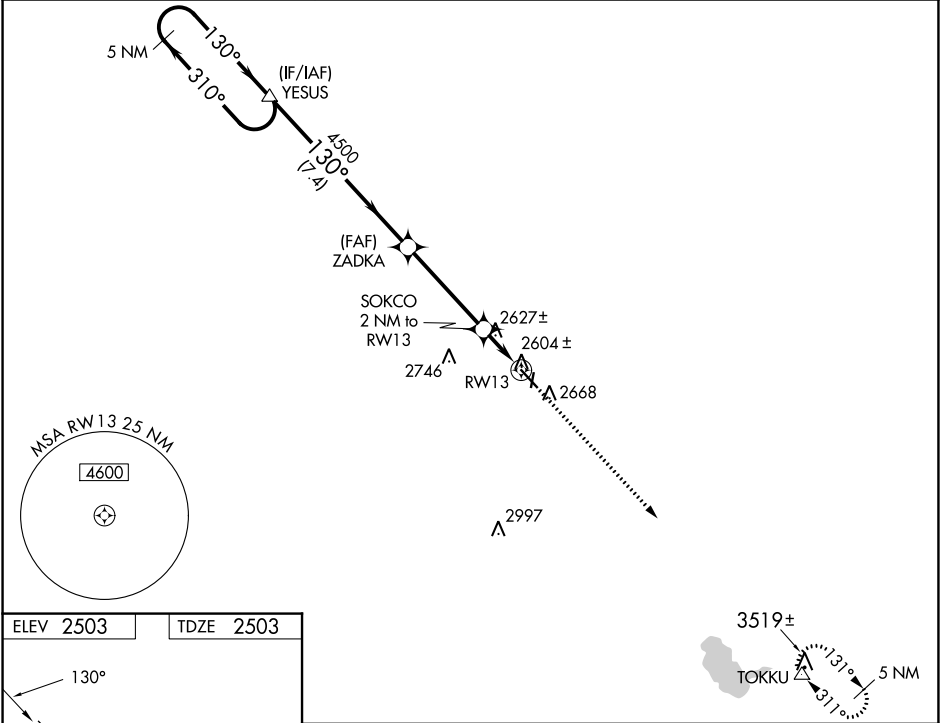 5 NM
130°
310°
(IF/IAF)
YESUS
4500
130°
(7.4)
(FAF)
ZADKA
SOKCO
2 NM to
RW13
2627±
2604 ±
2746
RW13
2668
MSA RW13 25 NM
4600
2997
ELEV 2503
TDZE 2503
130°
3519±
TOKKU
131°
311°
5 NM